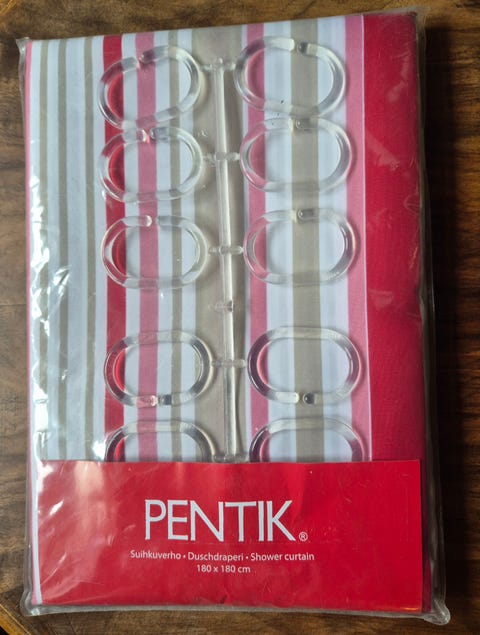 PENTIK®
Suihkuverho • Duschdraperi • Shower curtain
180 x 180 cm